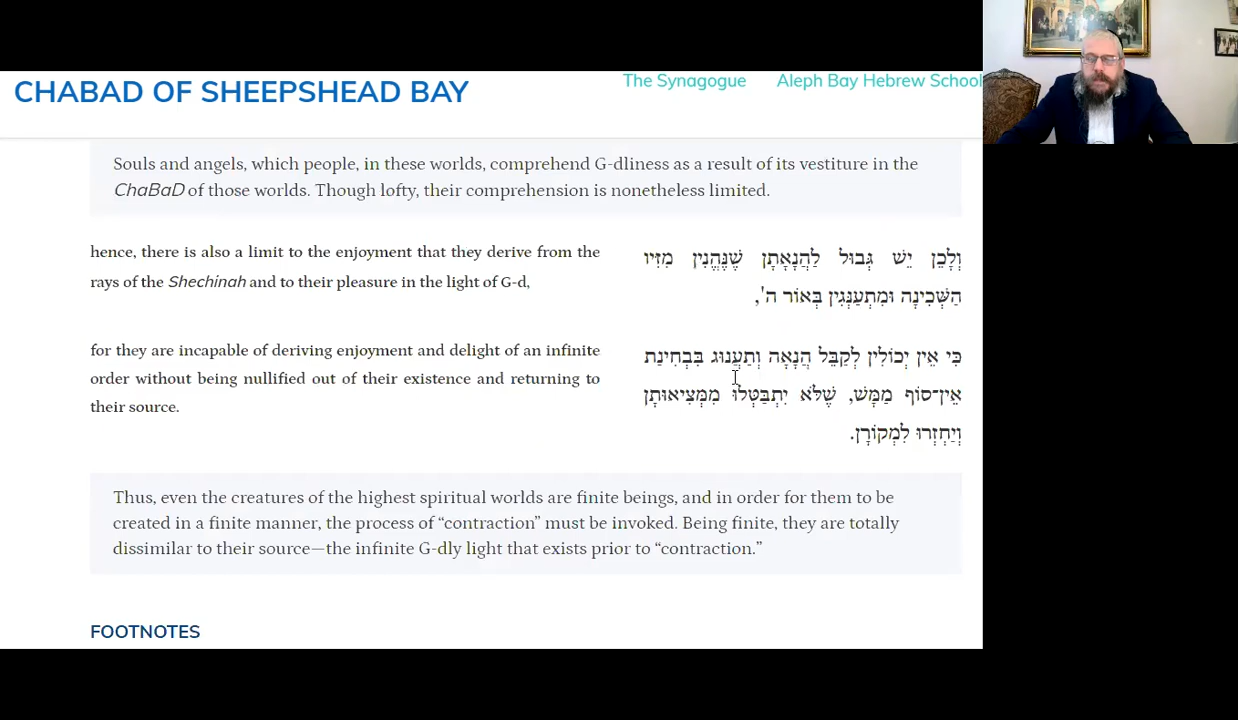 CHABAD OF SHEEPSHEAD BAY
The Synagogue
Aleph Bay Hebrew School
Souls and angels, which people, in these worlds, comprehend G-dliness as a result of its vestiture in the
ChaBaD of those worlds. Though lofty, their comprehension is nonetheless limited.
hence, there is also a limit to the enjoyment that they derive from the
rays of the Shechinah and to their pleasure in the light of G-d,
וְלָכֵן יֵשׁ גְּבוּל לַהֲנָאָתָן שֶׁנֶּהֱנִין מִזִּיו
הַשְּׁכִינָה וּמִתְעַנְּגִין בְּאוֹר ה',
for they are incapable of deriving enjoyment and delight of an infinite
order without being nullified out of their existence and returning to
their source.
כִּי אֵין יְכוֹלִין לְקַבֵּל הֲנָאָה וְתַעֲנוּג בִּבְחִינַת
אֵין־סוֹף מַמָּשׁ, שֶׁלֹּא יִתְבַּטְּלוּ מִמְּצִיאוּתָן
וְיַחְזְרוּ לִמְקוֹרָן.
Thus, even the creatures of the highest spiritual worlds are finite beings, and in order for them to be
created in a finite manner, the process of “contraction” must be invoked. Being finite, they are totally
dissimilar to their source—the infinite G-dly light that exists prior to “contraction.”
FOOTNOTES